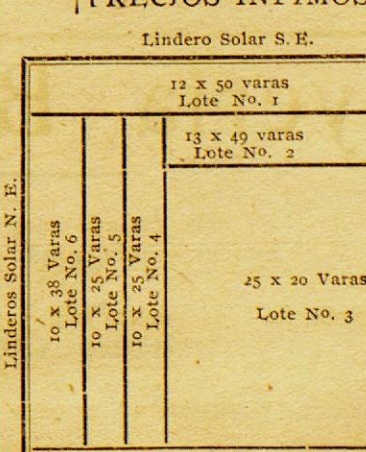 ¡PRECIOS INFIMOS
Lindero Solar S. E.
12 x 50 varas
Lote No. 1
13 x 49 varas
Lote No. 2
Linderos Solar N. E.
10 x 38 Varas
Lote No. 6
10 x 25 Varas
Lote No. 5
10 x 25 Varas
Lote No. 4
25 x 20 Varas
Lote No. 3